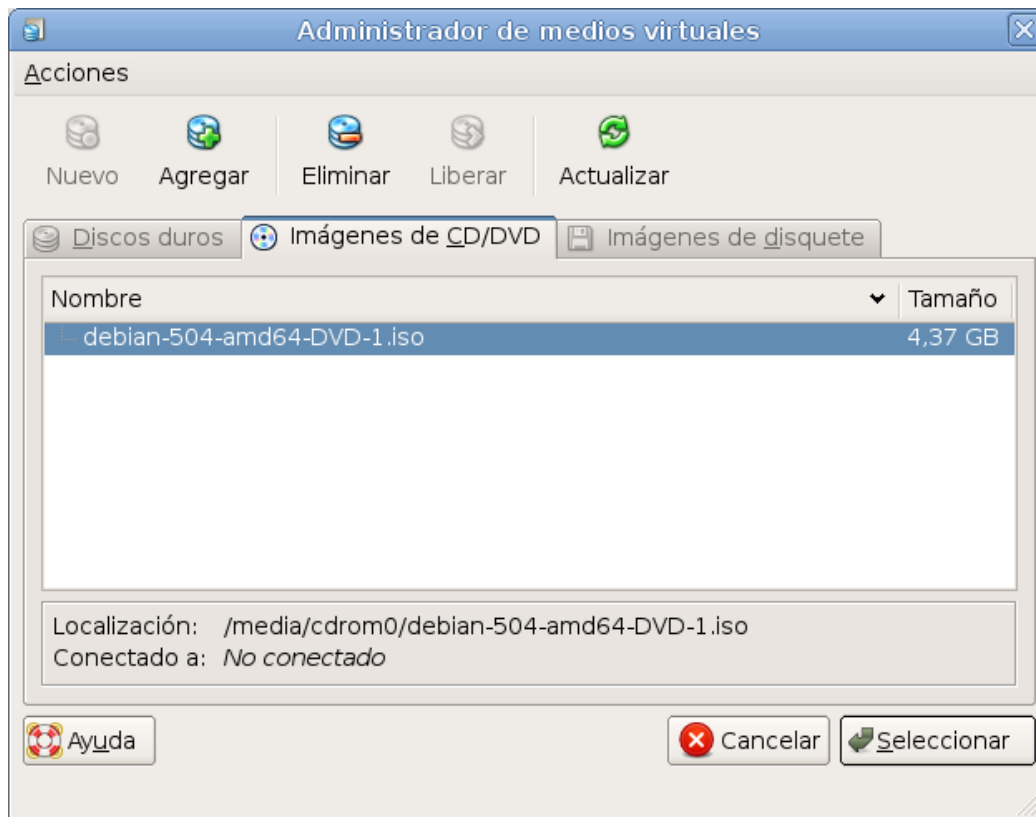 Administrador de medios virtuales
Acciones
Nuevo Agregar Eliminar Liberar Actualizar
Discos duros Imágenes de CD/DVD Imágenes de disquete
Nombre Tamaño
debian-504-amd64-DVD-1.iso 4,37 GB
Localización: /media/cdrom0/debian-504-amd64-DVD-1.iso
Conectado a: No conectado
Ayuda Cancelar Seleccionar